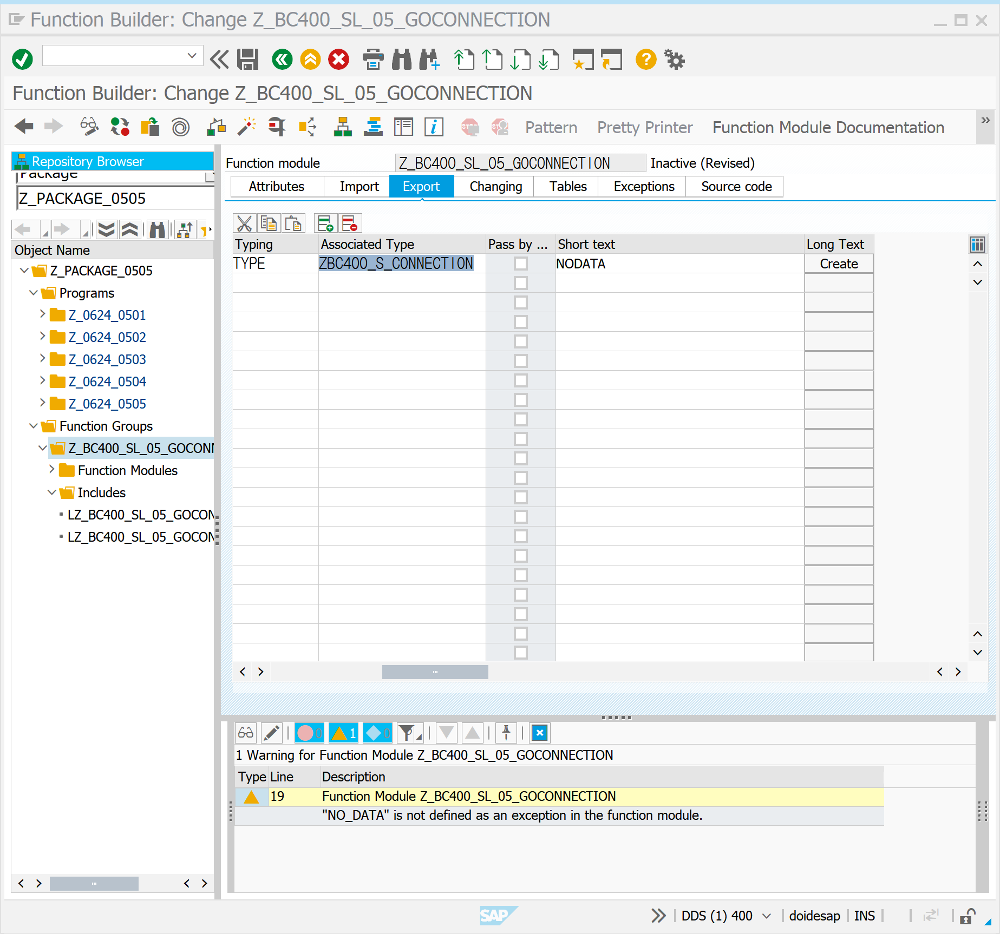 Function Builder: Change Z_BC400_SL_05_GOCONNECTION
Function Builder: Change Z_BC400_SL_05_GOCONNECTION
Pattern Pretty Printer Function Module Documentation
Repository Browser
Package
Z_PACKAGE_0505
Object Name
Z_PACKAGE_0505
Programs
Z_0624_0501
Z_0624_0502
Z_0624_0503
Z_0624_0504
Z_0624_0505
Function Groups
Z_BC400_SL_05_GOCON
Function Modules
Includes
LZ_BC400_SL_05_GOCON
LZ_BC400_SL_05_GOCON
Function module Z_BC400_SL_05_GOCONNECTION Inactive (Revised)
Attributes Import Export Changing Tables Exceptions Source code
Typing Associated Type Pass by ... Short text Long Text
TYPE ZBC400_S_CONNECTION NODATA Create
0 1 0
1 Warning for Function Module Z_BC400_SL_05_GOCONNECTION
Type Line Description
19 Function Module Z_BC400_SL_05_GOCONNECTION
"NO_DATA" is not defined as an exception in the function module.
SAP DDS (1) 400 doidesap INS